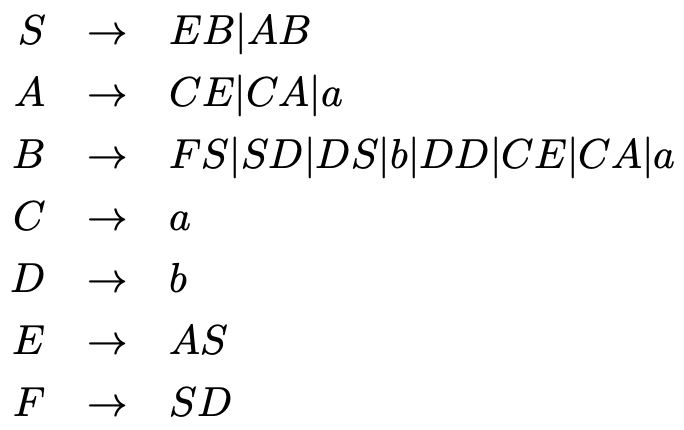 S → EB|AB
A → CE|CA|a
B → FS|SD|DS|b|DD|CE|CA|a
C → a
D → b
E → AS
F → SD